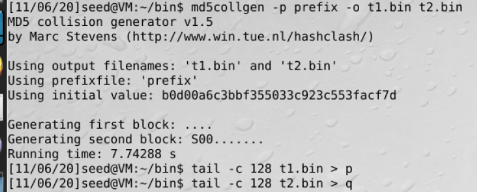 [11/06/20]seed@VM:~/bin$ md5collgen -p prefix -o t1.bin t2.bin
MD5 collision generator v1.5
by Marc Stevens (http://www.win.tue.nl/hashclash/)
Using output filenames: 't1.bin' and 't2.bin'
Using prefixfile: 'prefix'
Using initial value: b0d00a6c3bbf355033c923c553facf7d
Generating first block: ....
Generating second block: S00.......
Running time: 7.74288 s
[11/06/20]seed@VM:~/bin$ tail -c 128 t1.bin > p
[11/06/20]seed@VM:~/bin$ tail -c 128 t2.bin > q